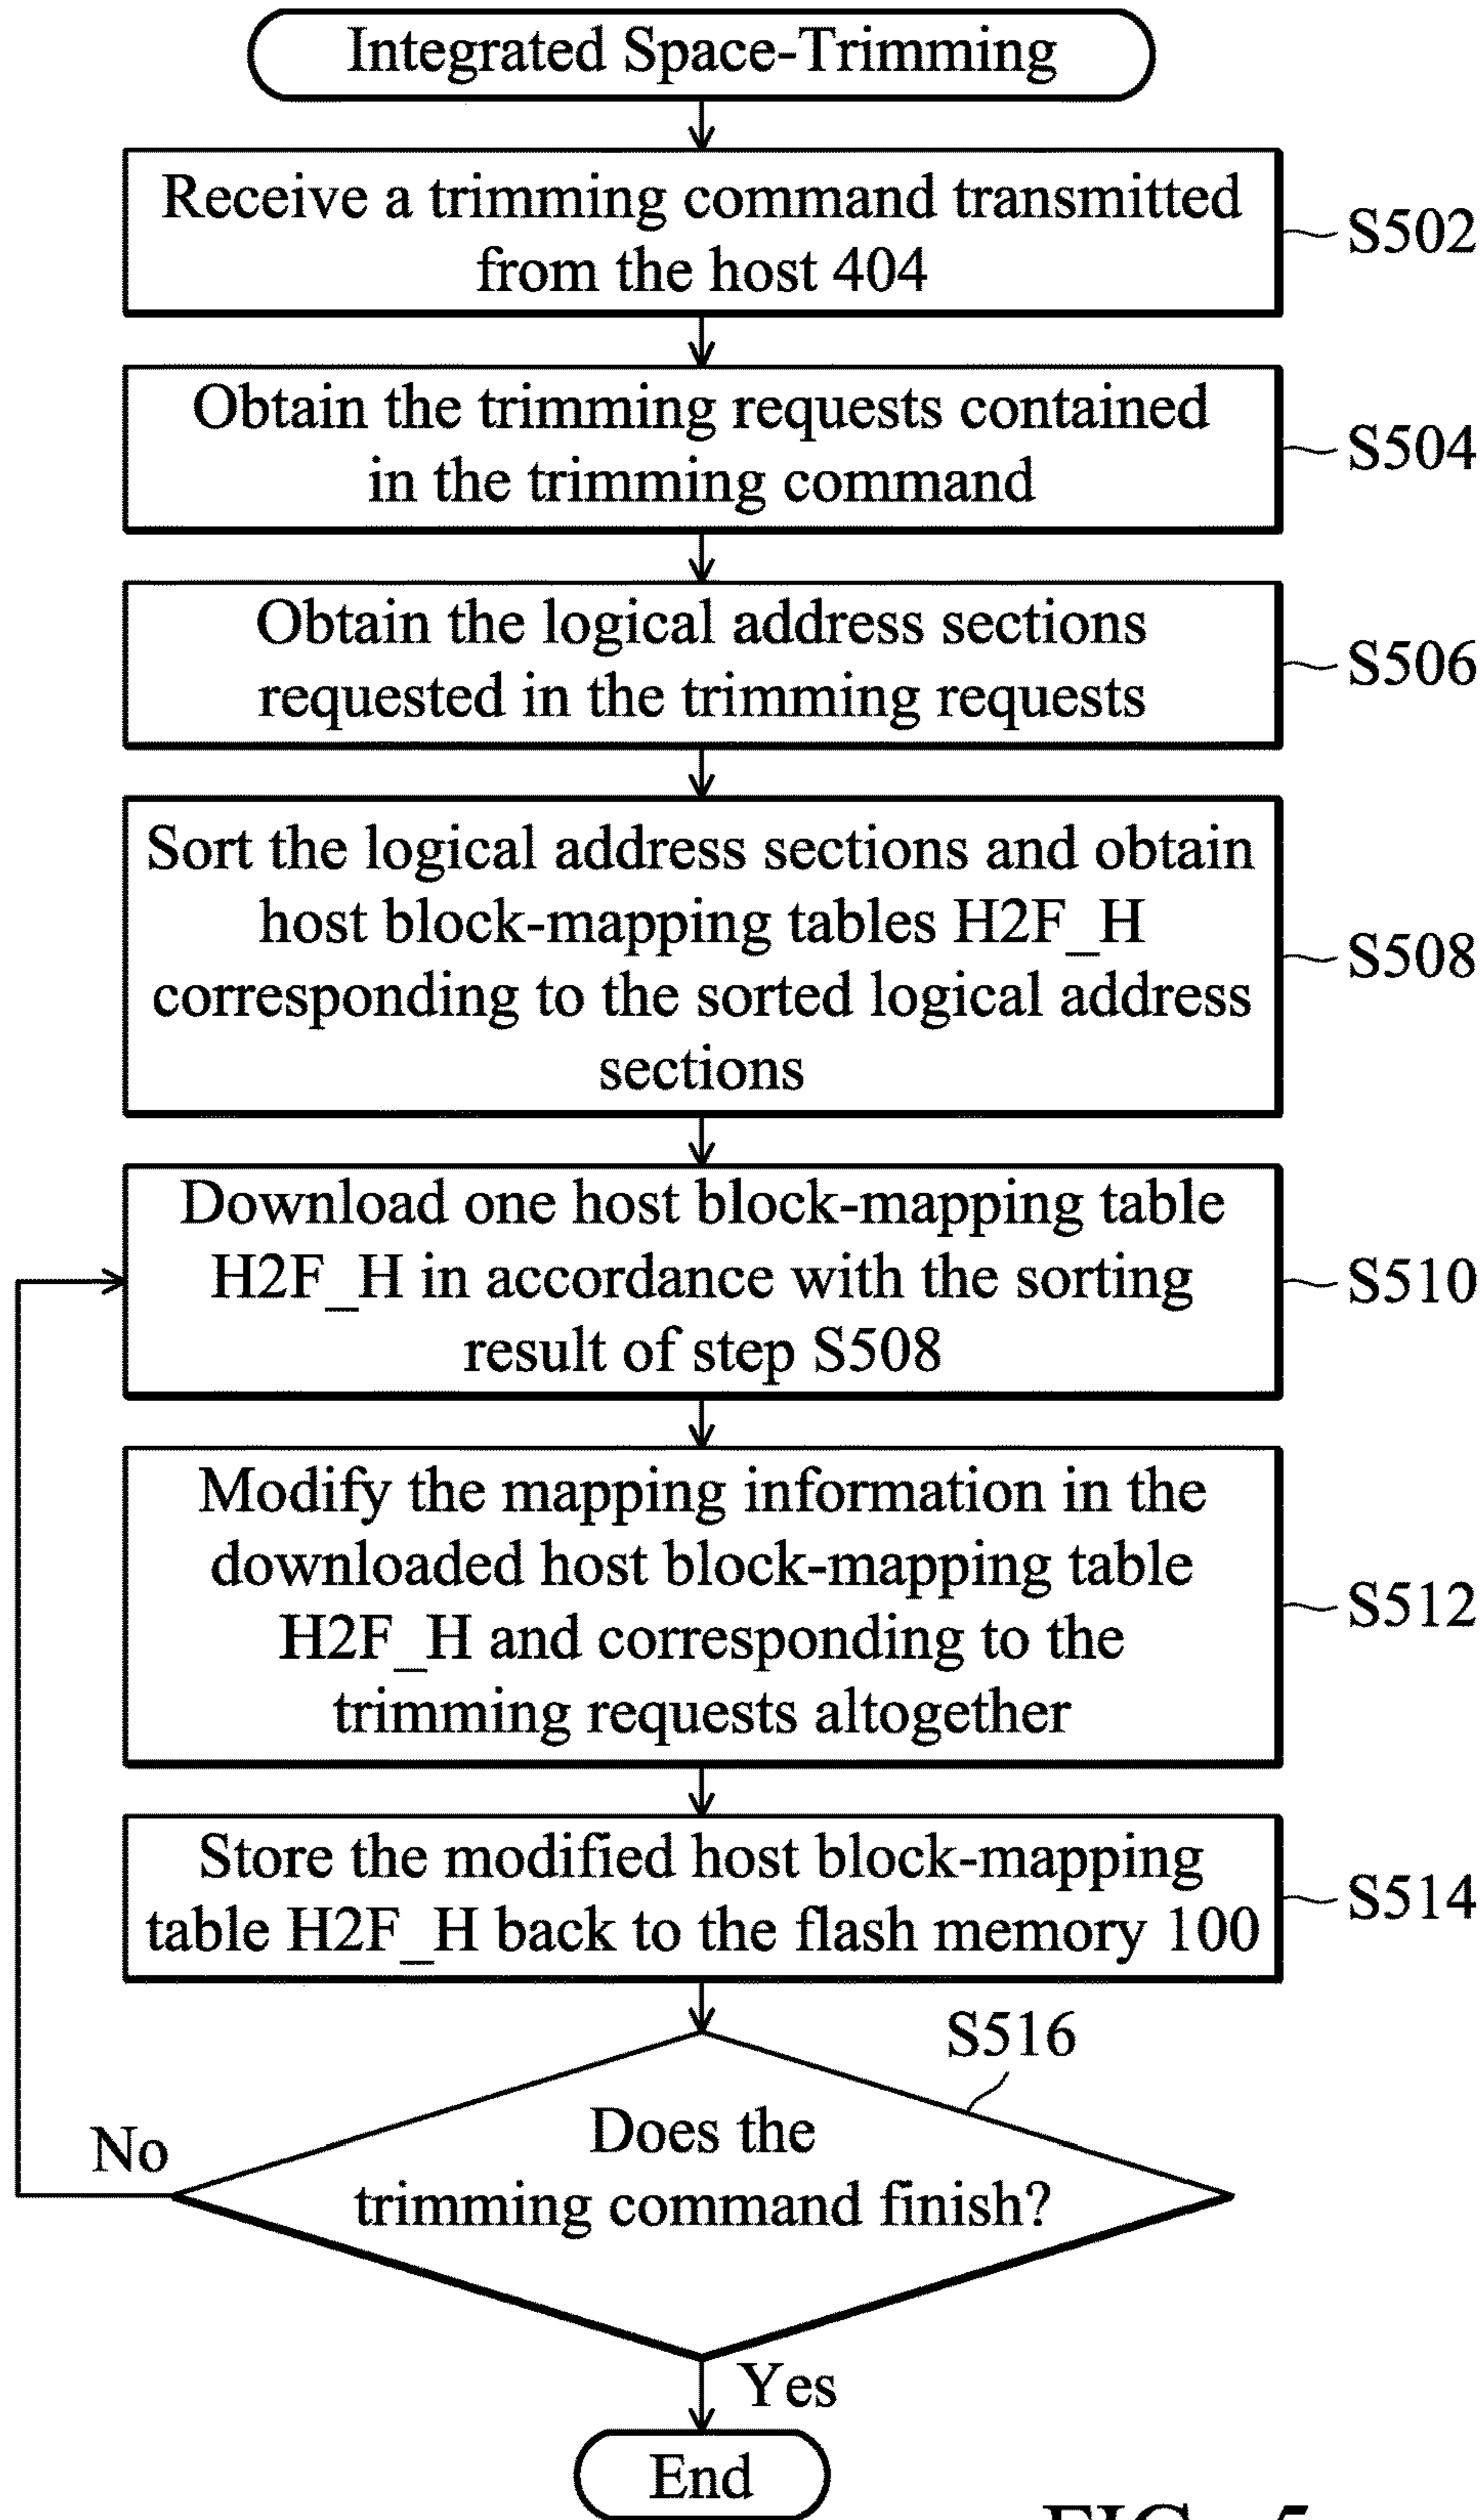 Integrated Space-Trimming
Receive a trimming command transmitted
from the host 404
S502
Obtain the trimming requests contained
in the trimming command
S504
Obtain the logical address sections
requested in the trimming requests
S506
Sort the logical address sections and obtain
host block-mapping tables H2F_H
corresponding to the sorted logical address
sections
S508
Download one host block-mapping table
H2F_H in accordance with the sorting
result of step S508
S510
Modify the mapping information in the
downloaded host block-mapping table
H2F_H and corresponding to the
trimming requests altogether
S512
Store the modified host block-mapping
table H2F_H back to the flash memory 100
S514
S516
Does the
trimming command finish?
No
Yes
End